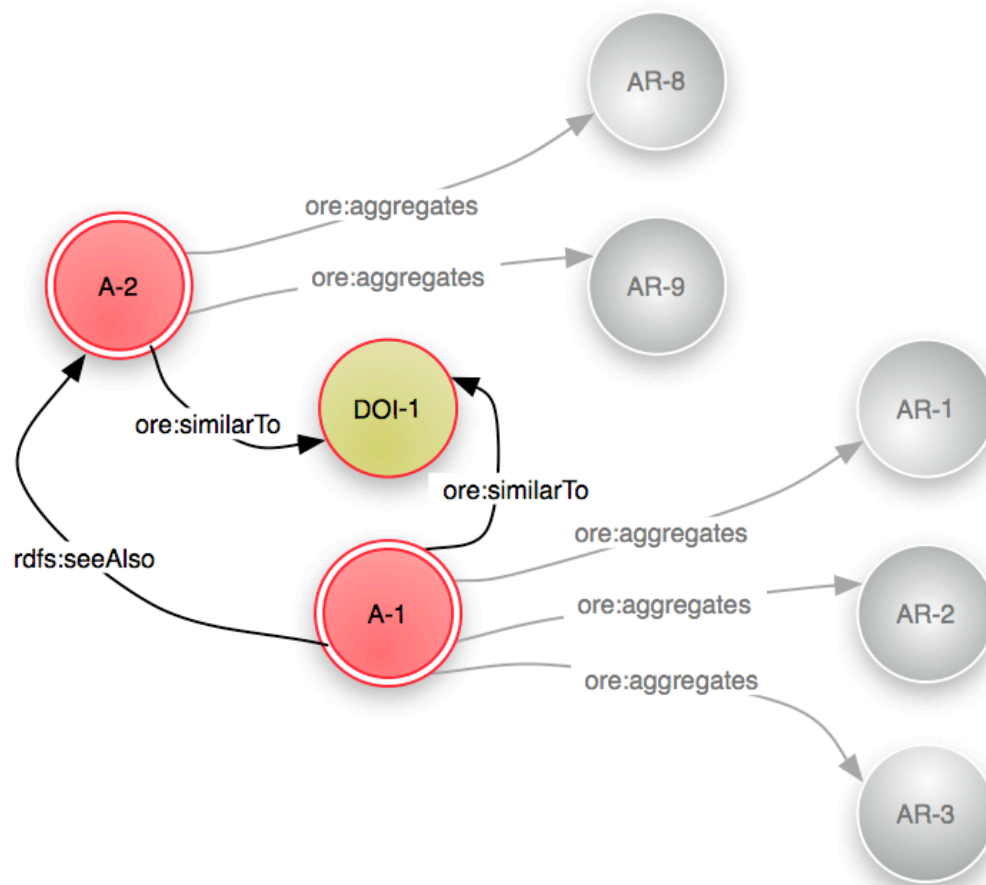 AR-8
ore:aggregates
A-2
ore:aggregates
AR-9
DOI-1
AR-1
ore:similarTo
ore:similarTo
ore:aggregates
rdfs:seeAlso
A-1
ore:aggregates
AR-2
ore:aggregates
AR-3